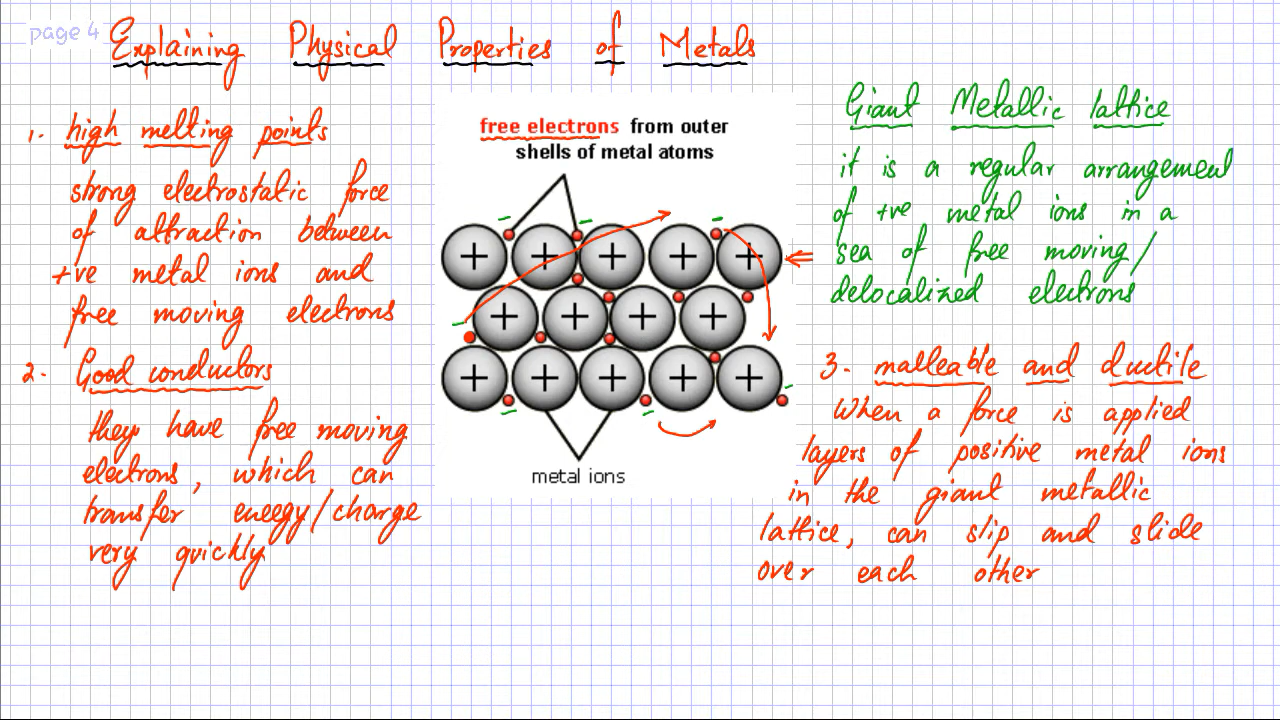 page 4
Explaining Physical Properties of Metals
1. high melting points
strong electrostatic force
of attraction between
+ve metal ions and
free moving electrons
2. Good conductors
they have free moving
electrons, which can
transfer energy/charge
very quickly
free electrons from outer
shells of metal atoms
+ + + + +
+ + + +
+ + + + +
metal ions
Giant Metallic lattice
it is a regular arrangement
of +ve metal ions in a
sea of free moving/
delocalized electrons
3. malleable and ductile
When a force is applied
layers of positive metal ions
in the giant metallic
lattice, can slip and slide
over each other